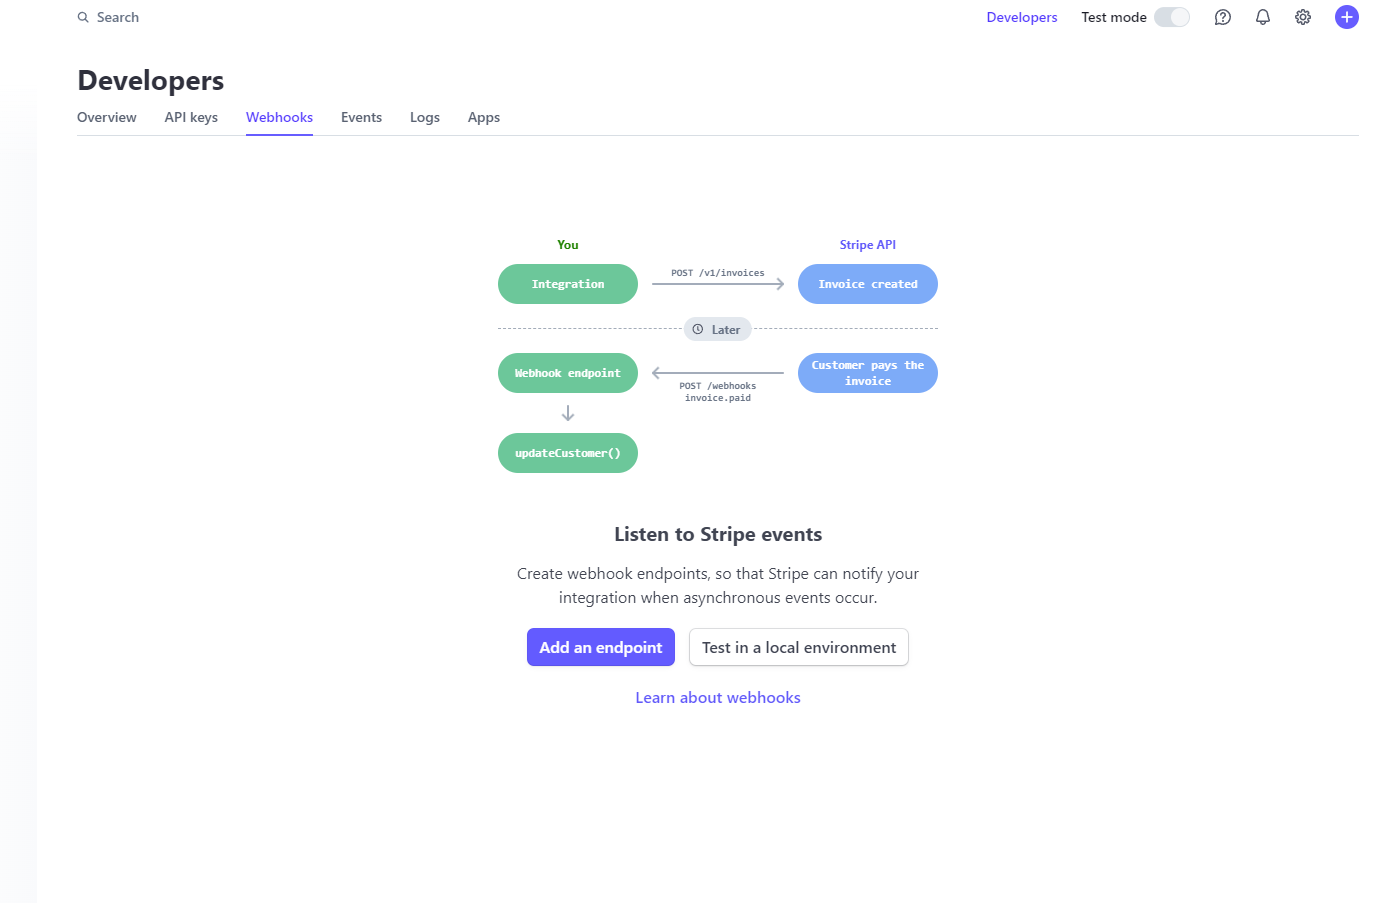 Search
Developers
Test mode
Developers
Overview
API keys
Webhooks
Events
Logs
Apps
You
Stripe API
Integration
POST /v1/invoices
Invoice created
Later
Webhook endpoint
POST /webhooks
invoice.paid
Customer pays the
invoice
updateCustomer()
Listen to Stripe events
Create webhook endpoints, so that Stripe can notify your
integration when asynchronous events occur.
Add an endpoint
Test in a local environment
Learn about webhooks